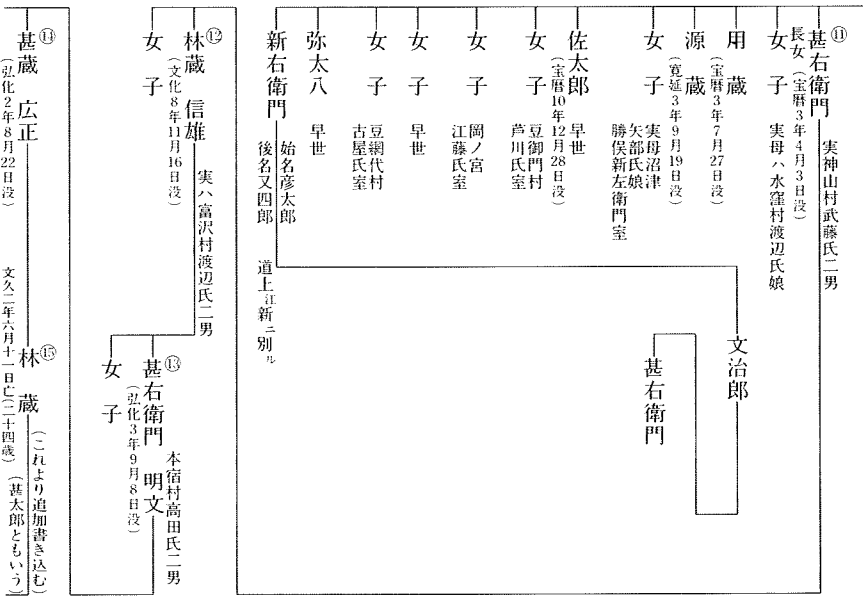 ⑪
甚右衛門
実神山村武藤氏二男
長女(宝暦3年4月3日没)
女子
実母ハ水窪村渡辺氏娘
用蔵
(宝暦3年7月27日没)
源蔵
(寛延3年9月19日没)
女子
実母沼津
矢部氏娘
勝俣新左衛門室
佐太郎
早世
(宝暦10年12月28日没)
女子
豆御門村
芦川氏室
女子
岡ノ宮
江藤氏室
女子
早世
女子
豆網代村
古屋氏室
弥太八
早世
新右衛門
始名彦太郎
後名又四郎
道上江新ニ別ル
文治郎
甚右衛門
⑫
林蔵 信雄
(文化8年11月16日没)
実ハ富沢村渡辺氏二男
女子
⑬
甚右衛門 明文
(弘化3年9月8日没)
本宿村高田氏二男
女子
⑭
甚蔵 広正
(弘化2年8月22日没)
⑮
林蔵
(これより追加書き込む)
(甚太郎ともいう)
文久二年六月十一日亡(二十四歳)